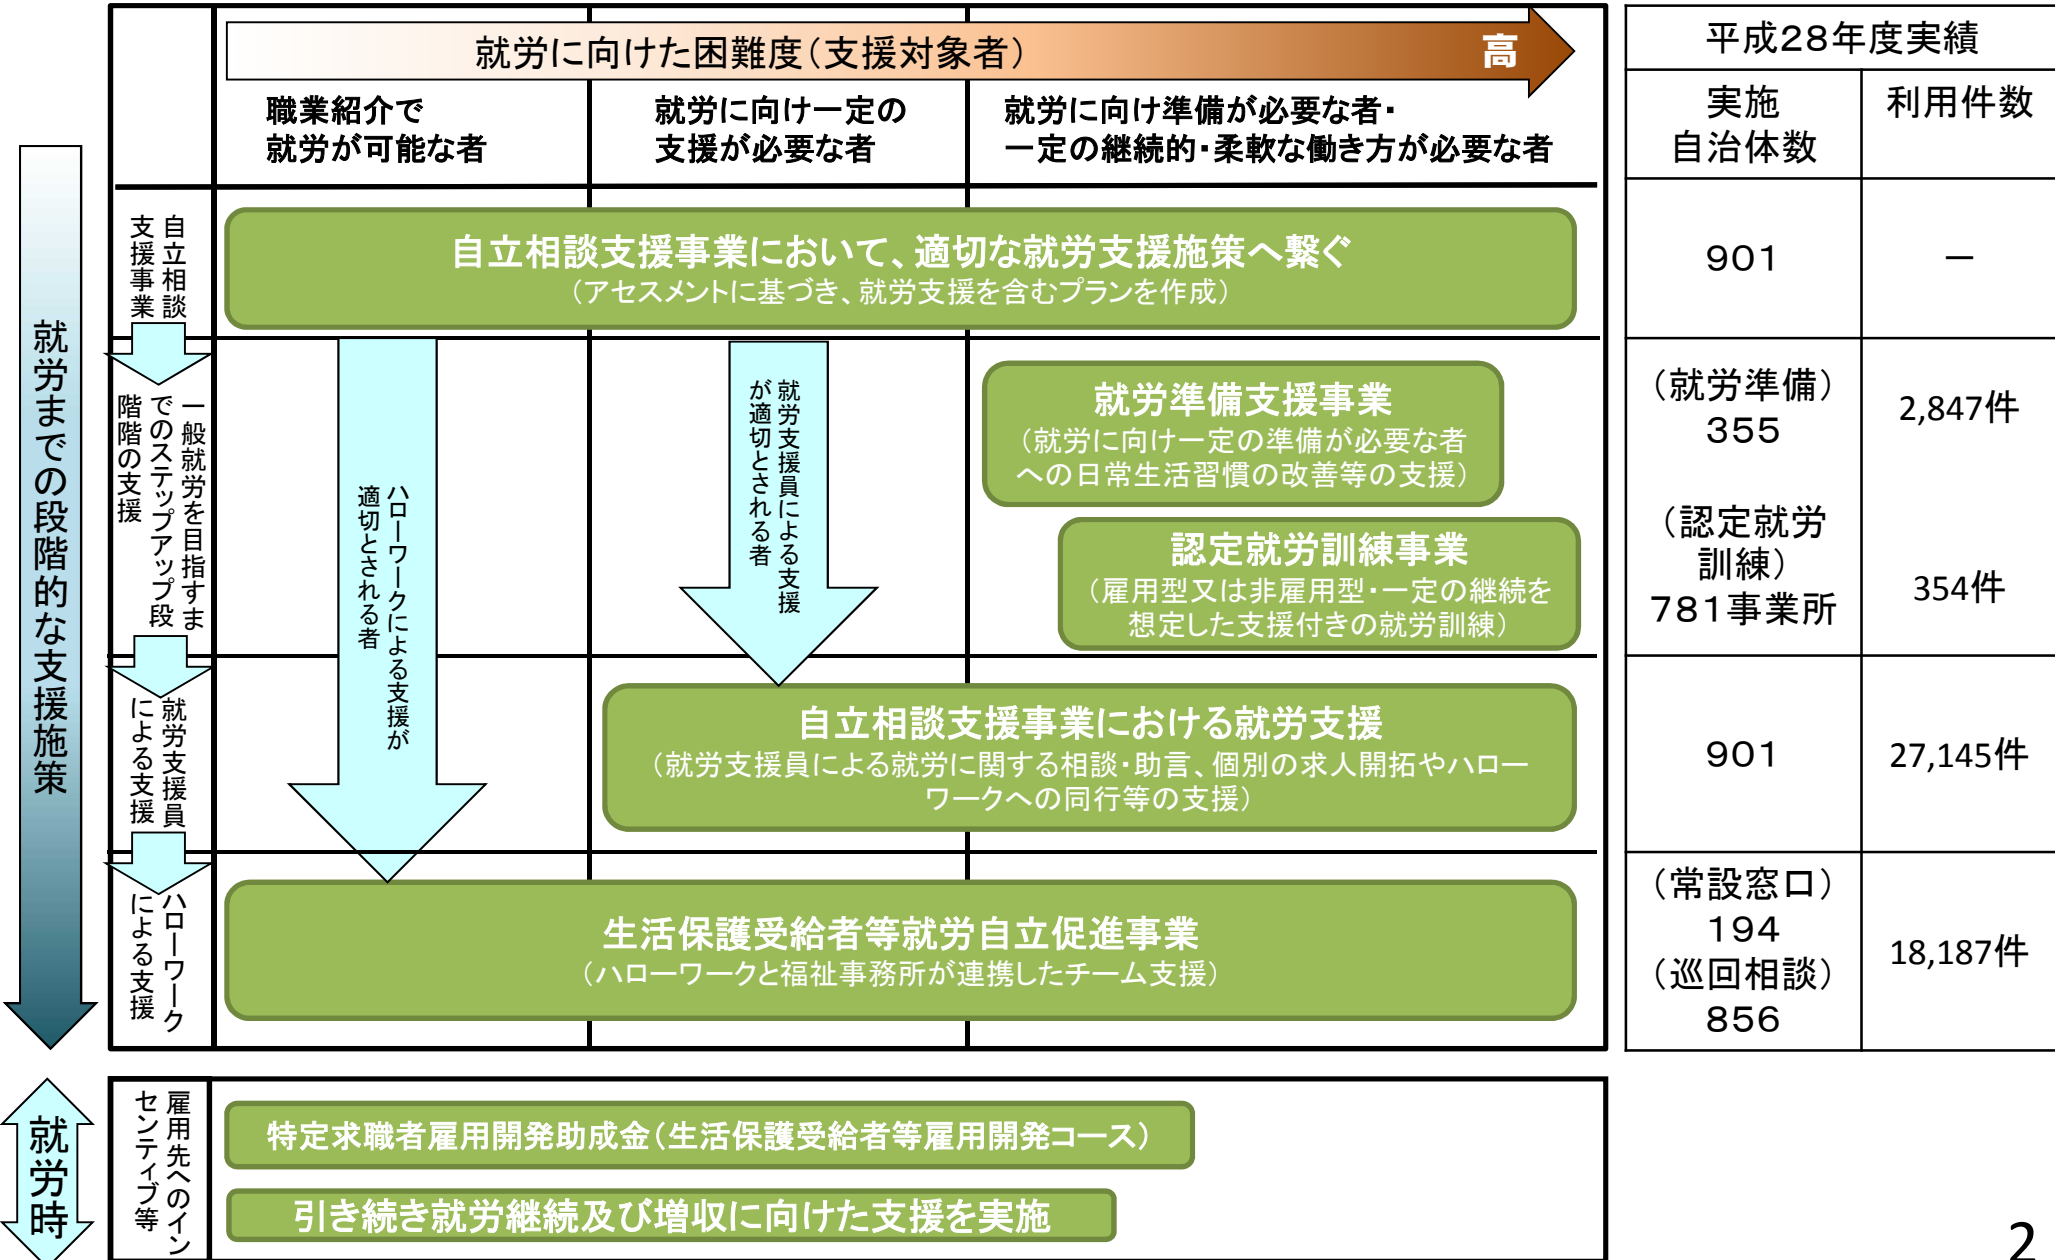 就労に向けた困難度（支援対象者）
高
職業紹介で
就労が可能な者
就労に向け一定の
支援が必要な者
就労に向け準備が必要な者・
一定の継続的・柔軟な働き方が必要な者
平成２８年度実績
実施
自治体数
利用件数
就労までの段階的な支援施策
自立相談
支援事業
自立相談支援事業において、適切な就労支援施策へ繋ぐ
（アセスメントに基づき、就労支援を含むプランを作成）
９０１
－
一般就労を目指すま
でのステップアップ段
階階の支援
ハローワークによる支援が
適切とされる者
就労支援員による支援
が適切とされる者
就労準備支援事業
（就労に向け一定の準備が必要な者
への日常生活習慣の改善等の支援）
認定就労訓練事業
（雇用型又は非雇用型・一定の継続を
想定した支援付きの就労訓練）
（就労準備）
３５５
2,847件
（認定就労
訓練）
７８１事業所
354件
就労支援員
による支援
自立相談支援事業における就労支援
（就労支援員による就労に関する相談・助言、個別の求人開拓やハロー
ワークへの同行等の支援）
９０１
27,145件
ハローワーク
による支援
生活保護受給者等就労自立促進事業
（ハローワークと福祉事務所が連携したチーム支援）
（常設窓口）
１９４
（巡回相談）
８５６
18,187件
就労時
雇用先へのイン
センティブ等
特定求職者雇用開発助成金（生活保護受給者等雇用開発コース）
引き続き就労継続及び増収に向けた支援を実施
2